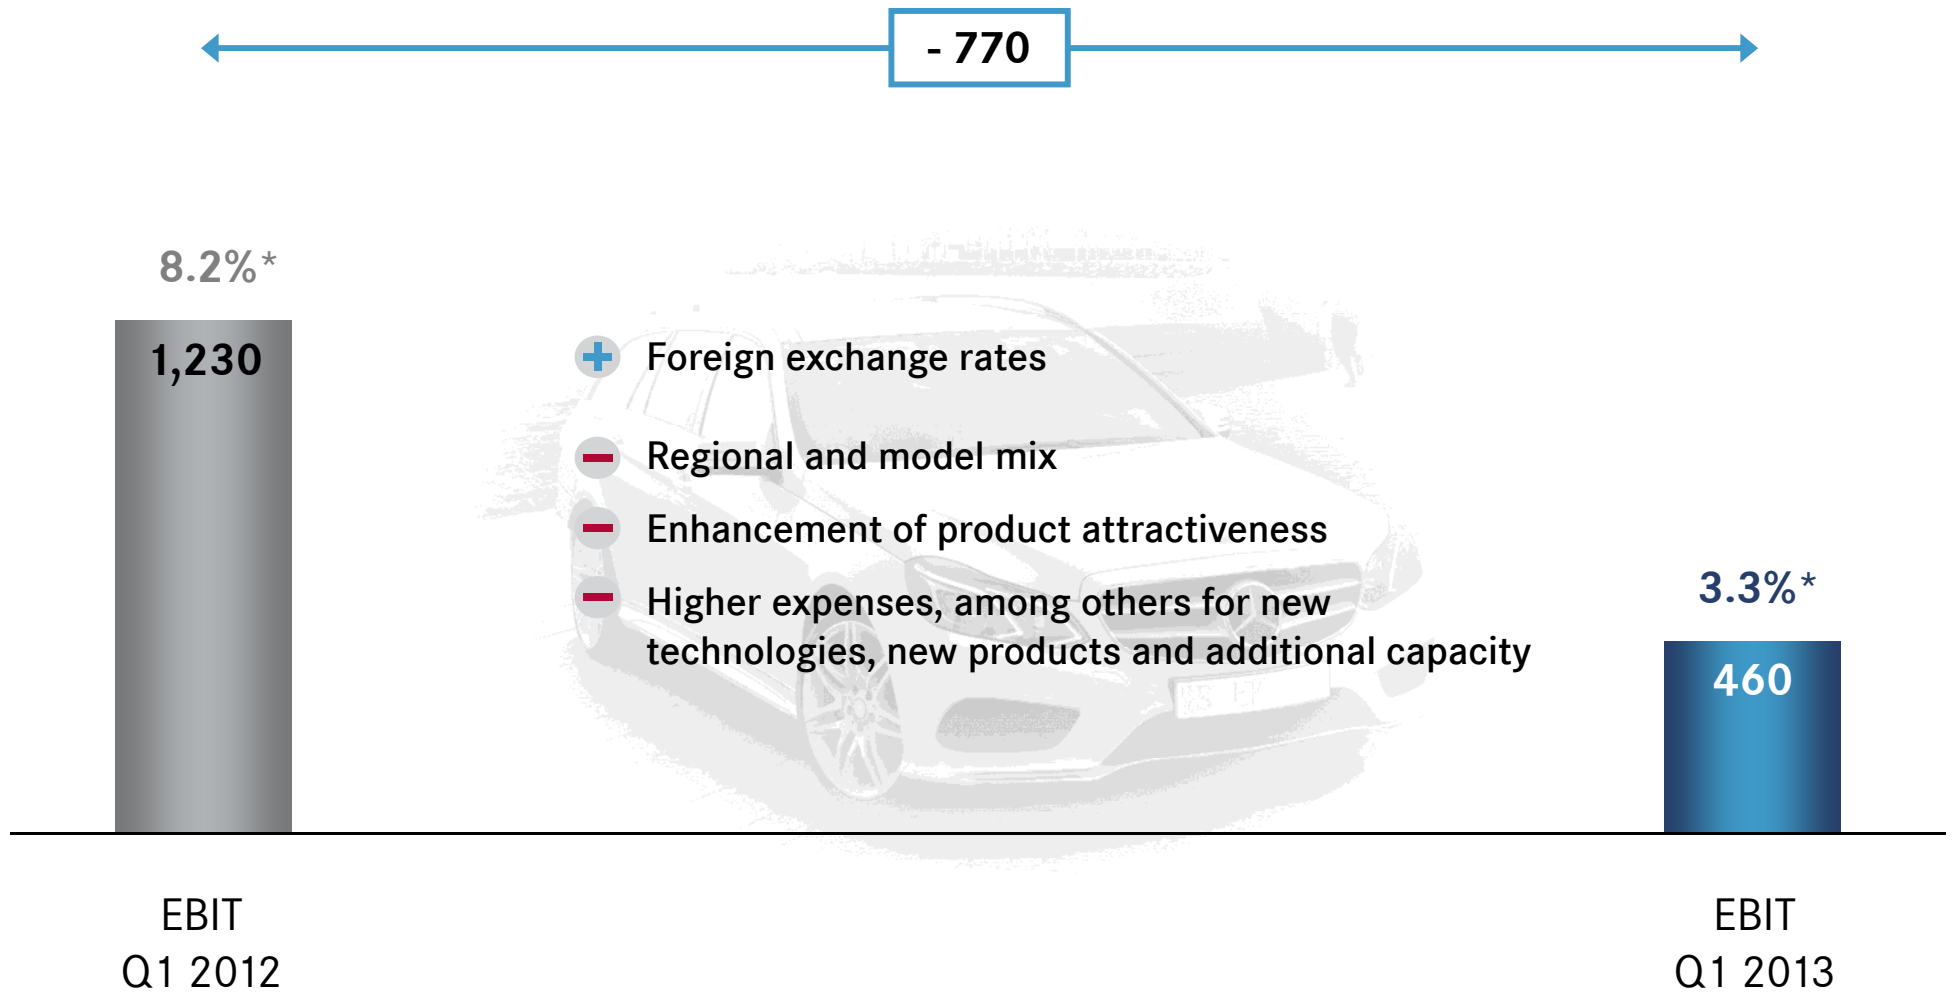 - 770
8.2%*
1,230
Foreign exchange rates
Regional and model mix
Enhancement of product attractiveness
Higher expenses, among others for new
technologies, new products and additional capacity
3.3%*
460
EBIT
Q1 2012
EBIT
Q1 2013